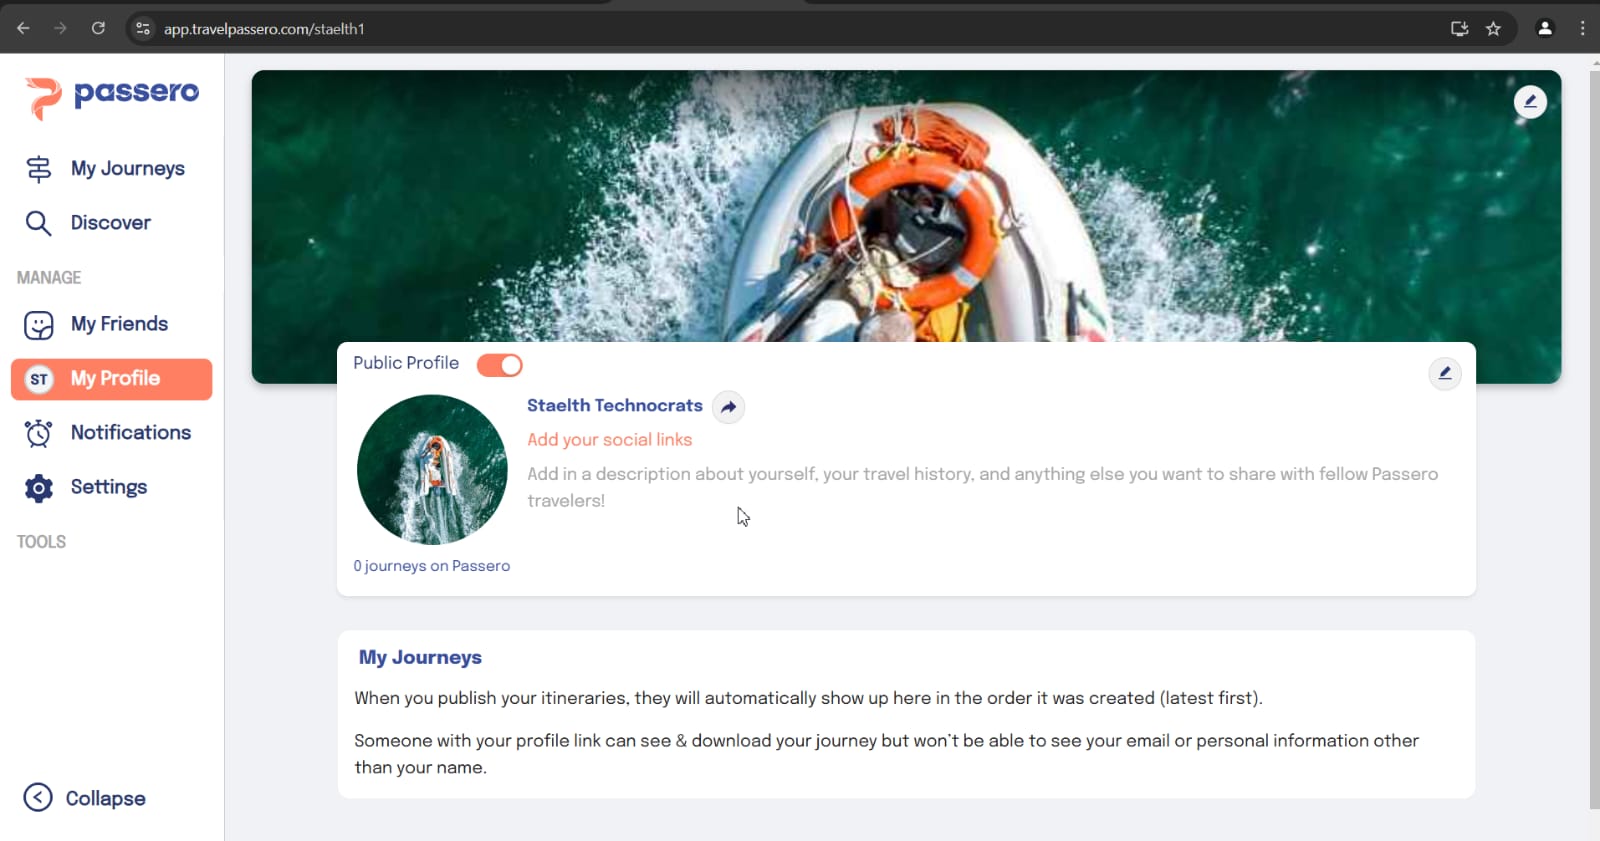 app.travelpassero.com/staelth1
passero
My Journeys
Discover
MANAGE
My Friends
ST My Profile
Notifications
Settings
TOOLS
Collapse
Public Profile
Staelth Technocrats
Add your social links
Add in a description about yourself, your travel history, and anything else you want to share with fellow Passero
travelers!
0 journeys on Passero
My Journeys
When you publish your itineraries, they will automatically show up here in the order it was created (latest first).
Someone with your profile link can see & download your journey but won't be able to see your email or personal information other
than your name.